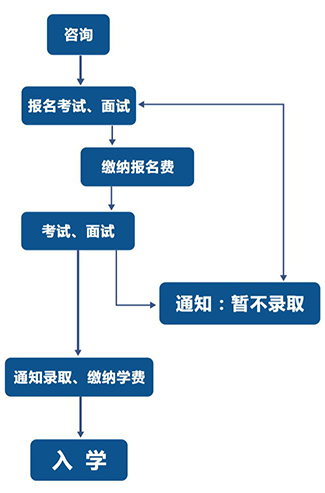 咨询
报名考试、面试
缴纳报名费
考试、面试
通知：暂不录取
通知录取、缴纳学费
入 学